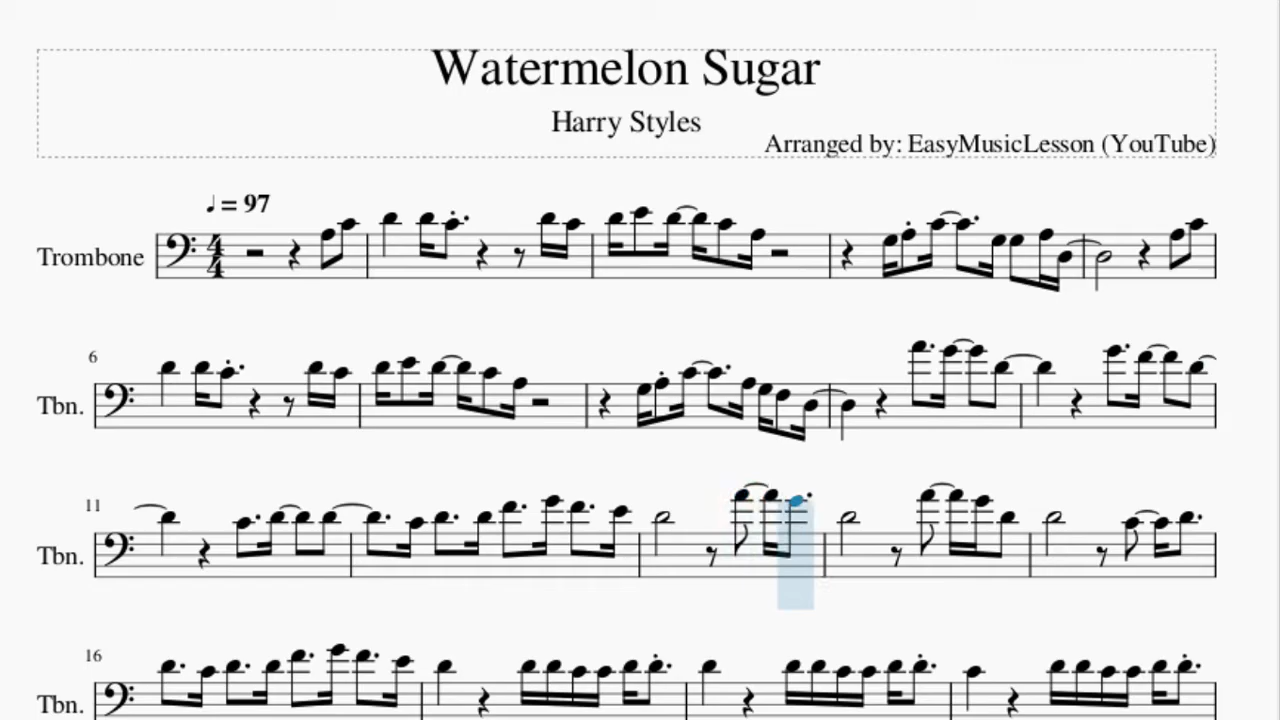 Watermelon Sugar
Harry Styles
Arranged by: EasyMusicLesson (YouTube)
♩ = 97
Trombone
4
4
6
Tbn.
11
Tbn.
16
Tbn.